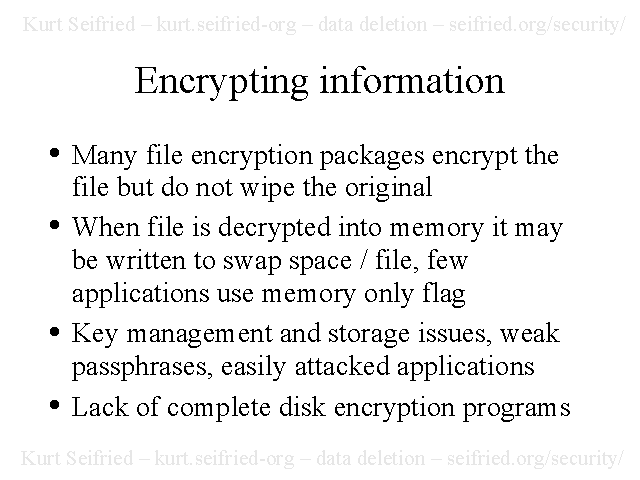 Kurt Seifried – kurt.seifried-org – data deletion – seifried.org/security/
Encrypting information
• Many file encryption packages encrypt the
file but do not wipe the original
• When file is decrypted into memory it may
be written to swap space / file, few
applications use memory only flag
• Key management and storage issues, weak
passphrases, easily attacked applications
• Lack of complete disk encryption programs
Kurt Seifried – kurt.seifried-org – data deletion – seifried.org/security/